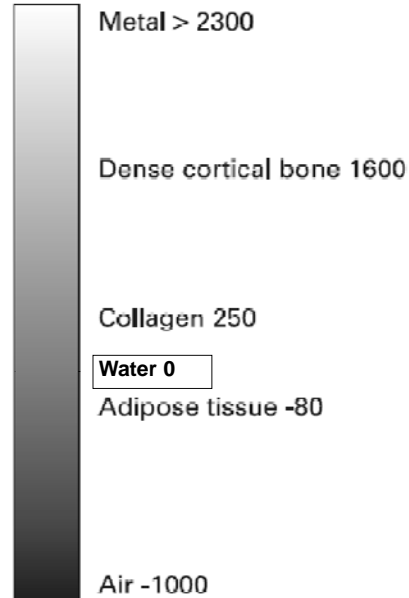 Metal > 2300
Dense cortical bone 1600
Collagen 250
Water 0
Adipose tissue -80
Air -1000